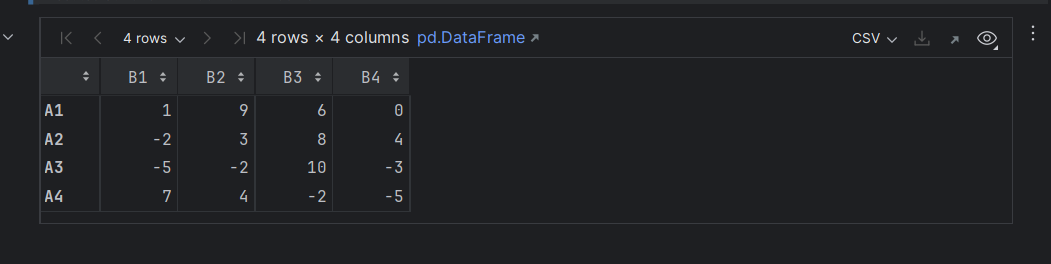 4 rows 4 rows × 4 columns pd.DataFrame CSV
B1 B2 B3 B4
A1 1 9 6 0
A2 -2 3 8 4
A3 -5 -2 10 -3
A4 7 4 -2 -5